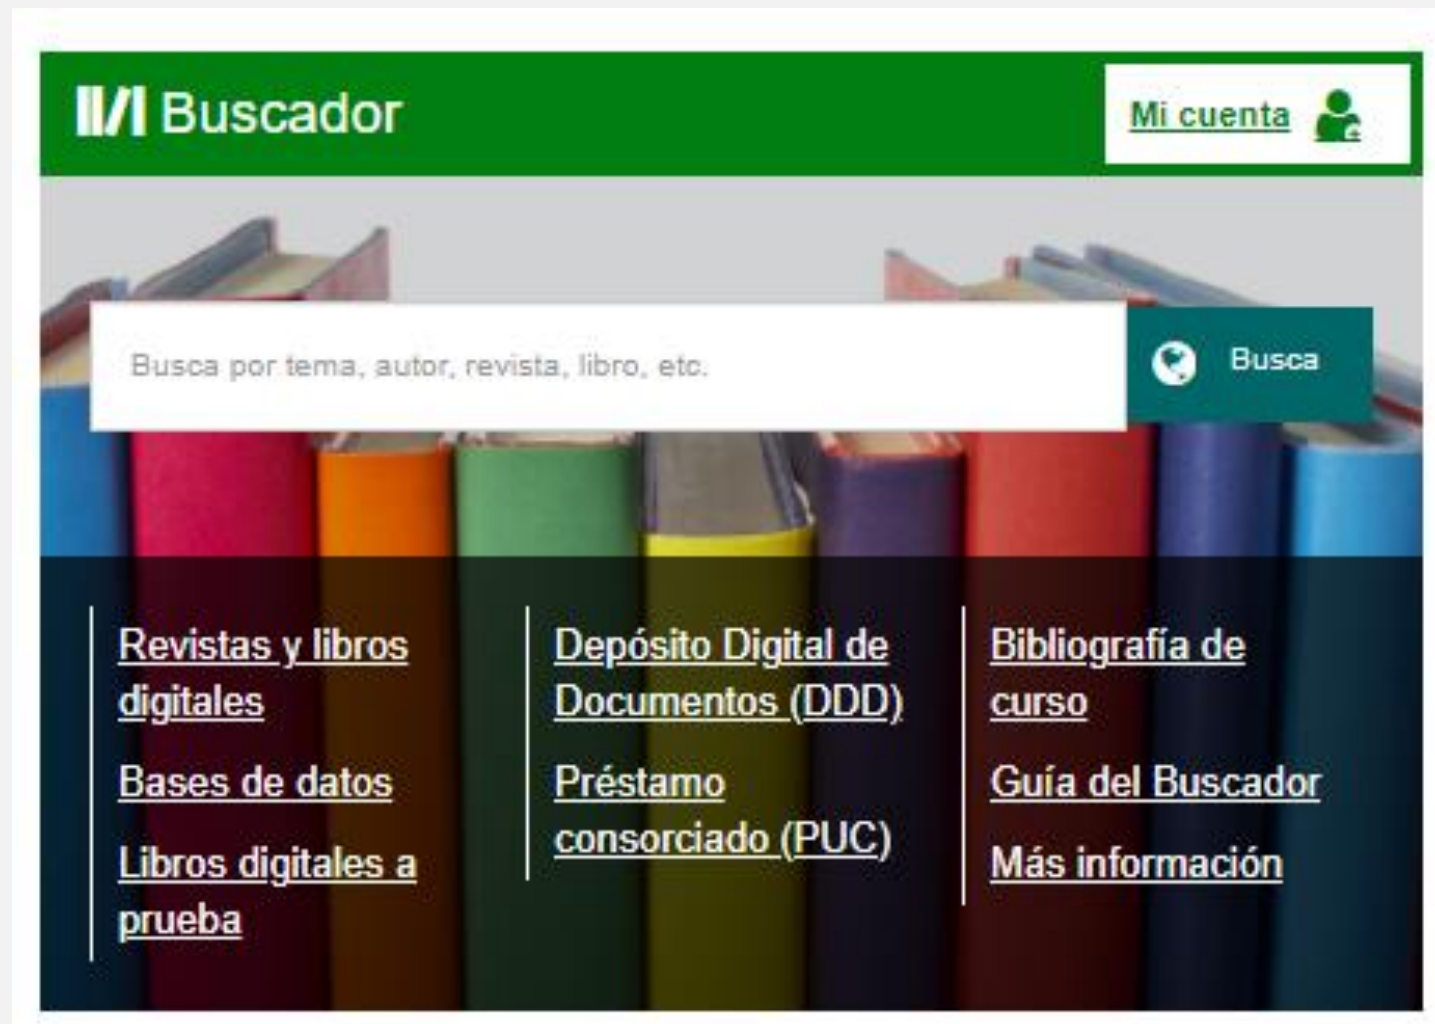 Buscador
Mi cuenta
Busca por tema, autor, revista, libro, etc.
Busca
Revistas y libros
digitales
Bases de datos
Libros digitales a
prueba
Depósito Digital de
Documentos (DDD)
Préstamo
consorciado (PUC)
Bibliografía de
curso
Guía del Buscador
Más información